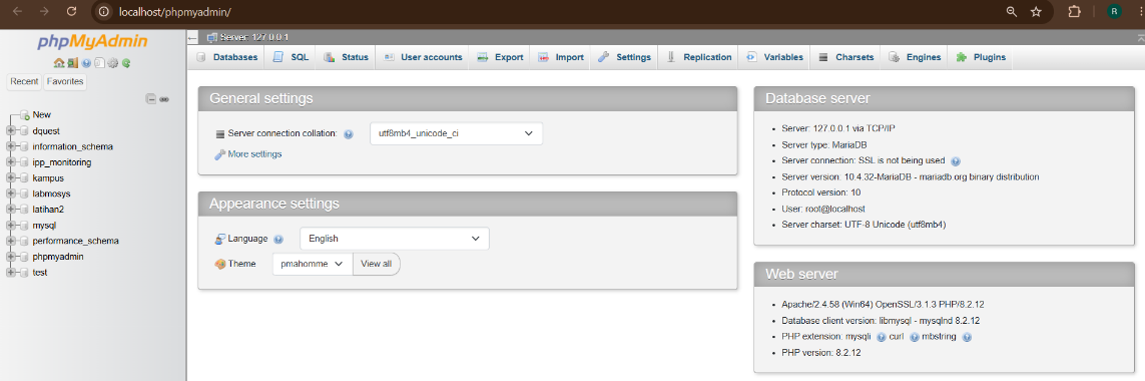 localhost/phpmyadmin/
R
phpMyAdmin
Recent Favorites
New
dquest
information_schema
ipp_monitoring
kampus
labmosys
latihan2
mysql
performance_schema
phpmyadmin
test
Server: 127.0.0.1
Databases SQL Status User accounts Export Import Settings Replication Variables Charsets Engines Plugins
General settings
Server connection collation: utf8mb4_unicode_ci
More settings
Appearance settings
Language English
Theme pmahomme View all
Database server
• Server: 127.0.0.1 via TCP/IP
• Server type: MariaDB
• Server connection: SSL is not being used
• Server version: 10.4.32-MariaDB - mariadb.org binary distribution
• Protocol version: 10
• User: root@localhost
• Server charset: UTF-8 Unicode (utf8mb4)
Web server
• Apache/2.4.58 (Win64) OpenSSL/3.1.3 PHP/8.2.12
• Database client version: libmysql - mysqlnd 8.2.12
• PHP extension: mysqli curl mbstring
• PHP version: 8.2.12